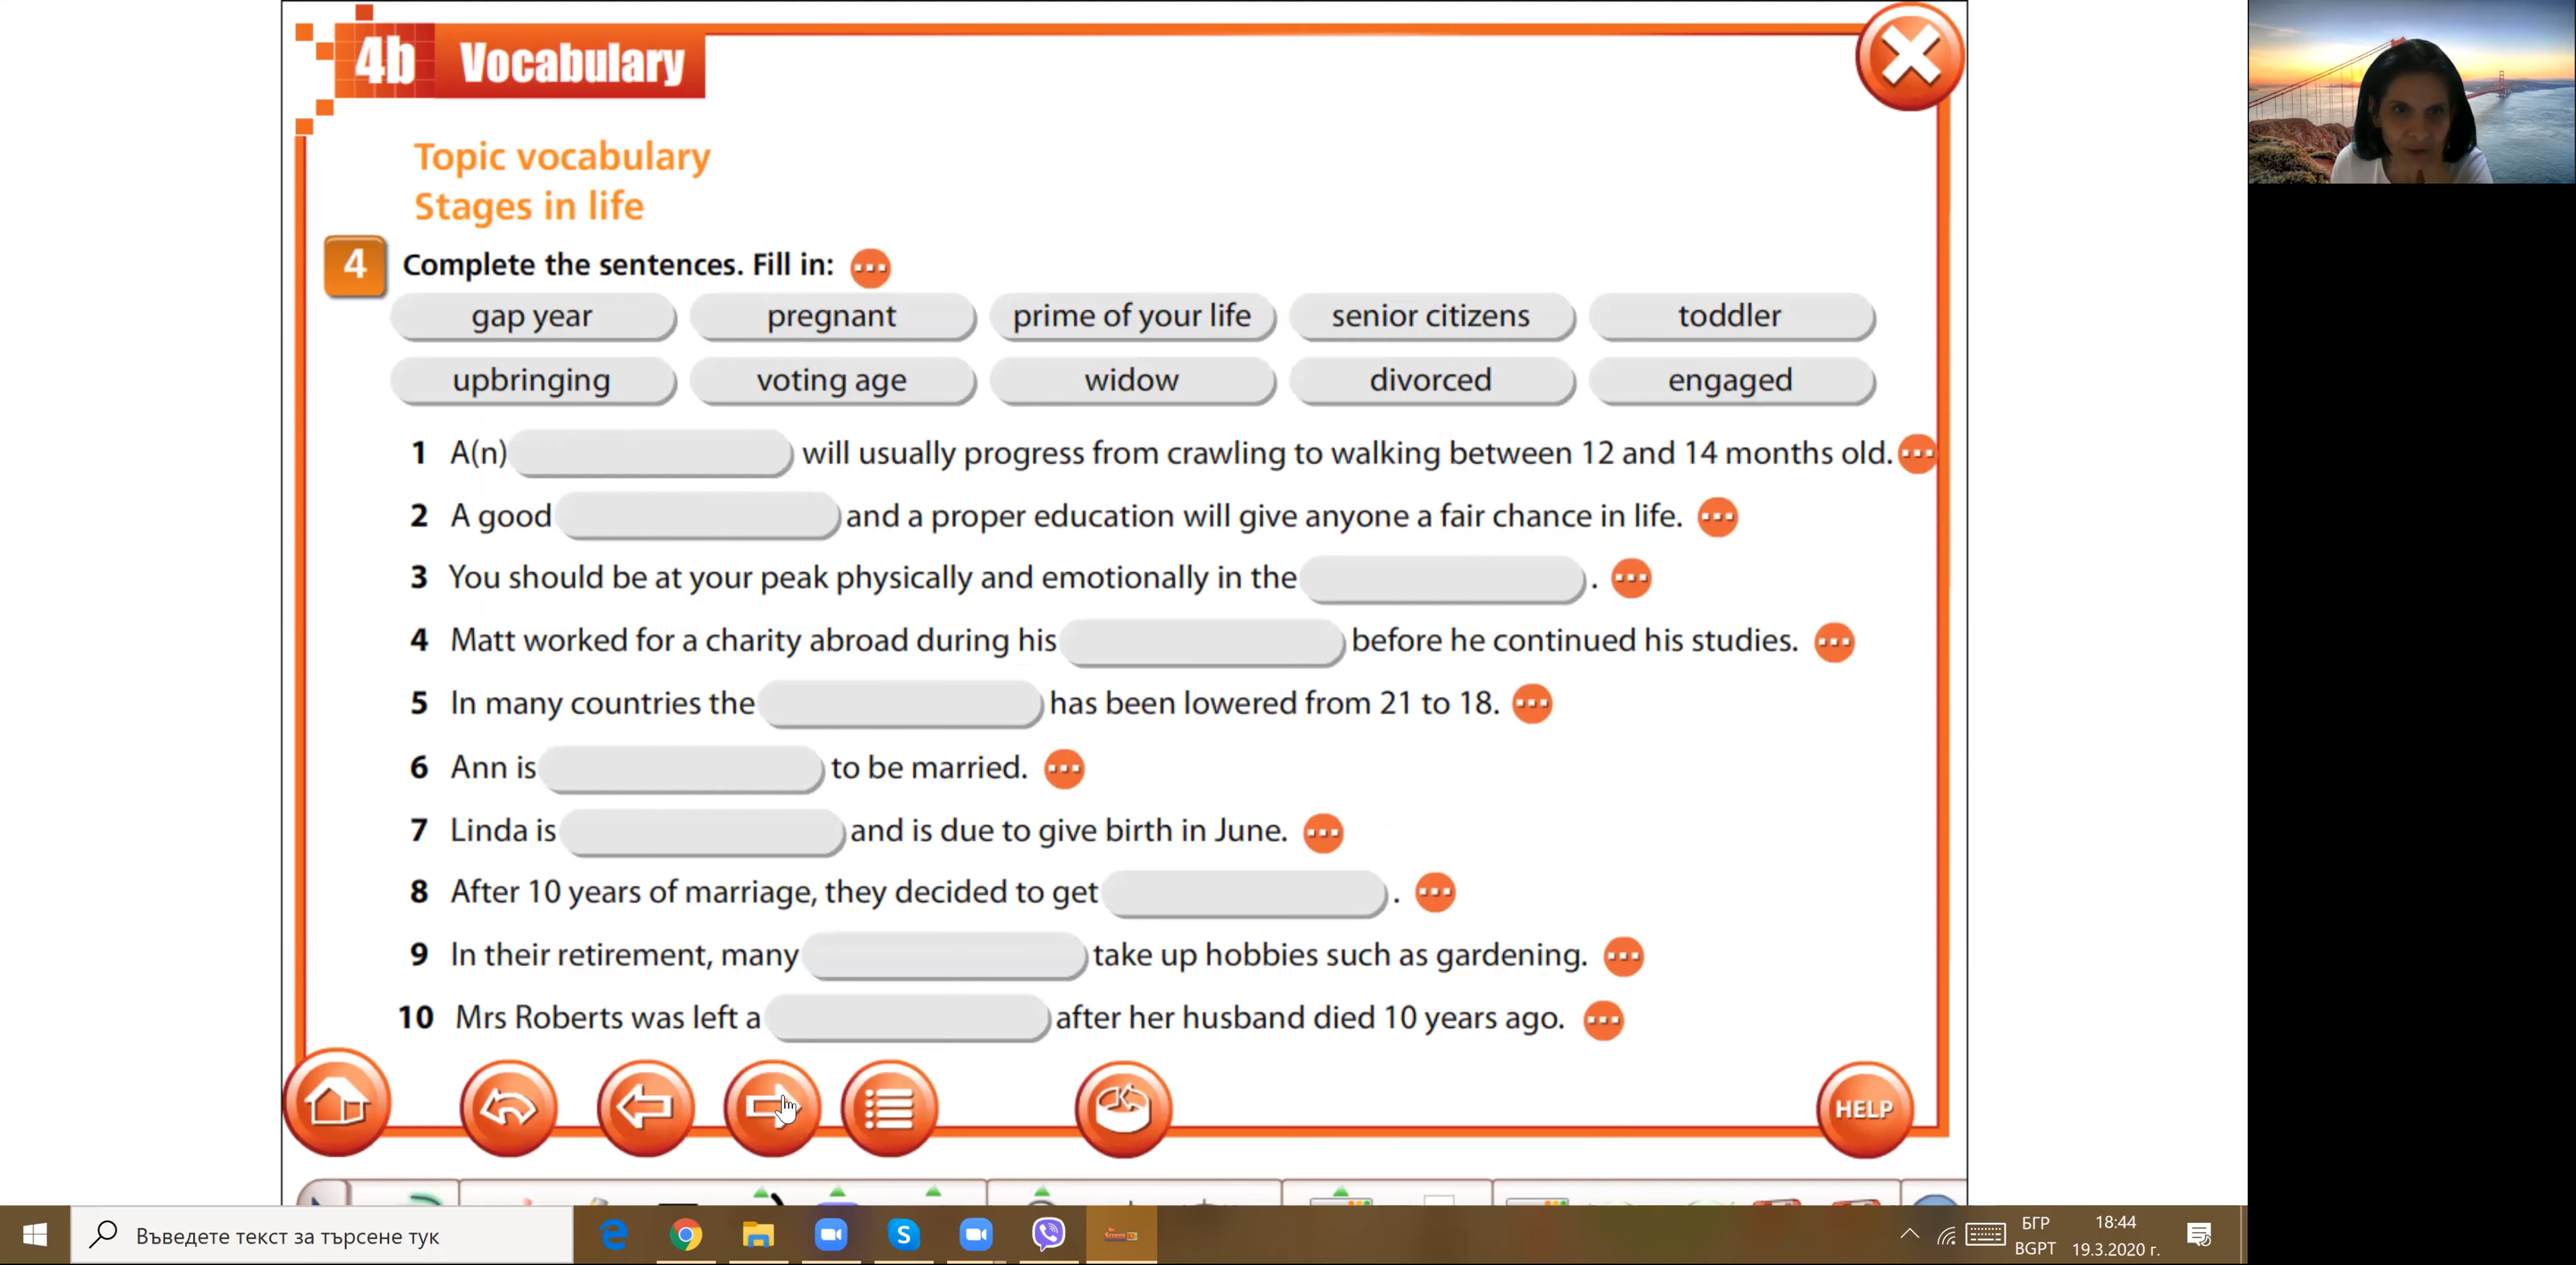 4b Vocabulary
Topic vocabulary
Stages in life
4 Complete the sentences. Fill in:
gap year pregnant prime of your life senior citizens toddler
upbringing voting age widow divorced engaged
1 A(n) will usually progress from crawling to walking between 12 and 14 months old.
2 A good and a proper education will give anyone a fair chance in life.
3 You should be at your peak physically and emotionally in the .
4 Matt worked for a charity abroad during his before he continued his studies.
5 In many countries the has been lowered from 21 to 18.
6 Ann is to be married.
7 Linda is and is due to give birth in June.
8 After 10 years of marriage, they decided to get .
9 In their retirement, many take up hobbies such as gardening.
10 Mrs Roberts was left a after her husband died 10 years ago.
HELP
Въведете текст за търсене тук
БГР 18:44
BGPT 19.3.2020 г.